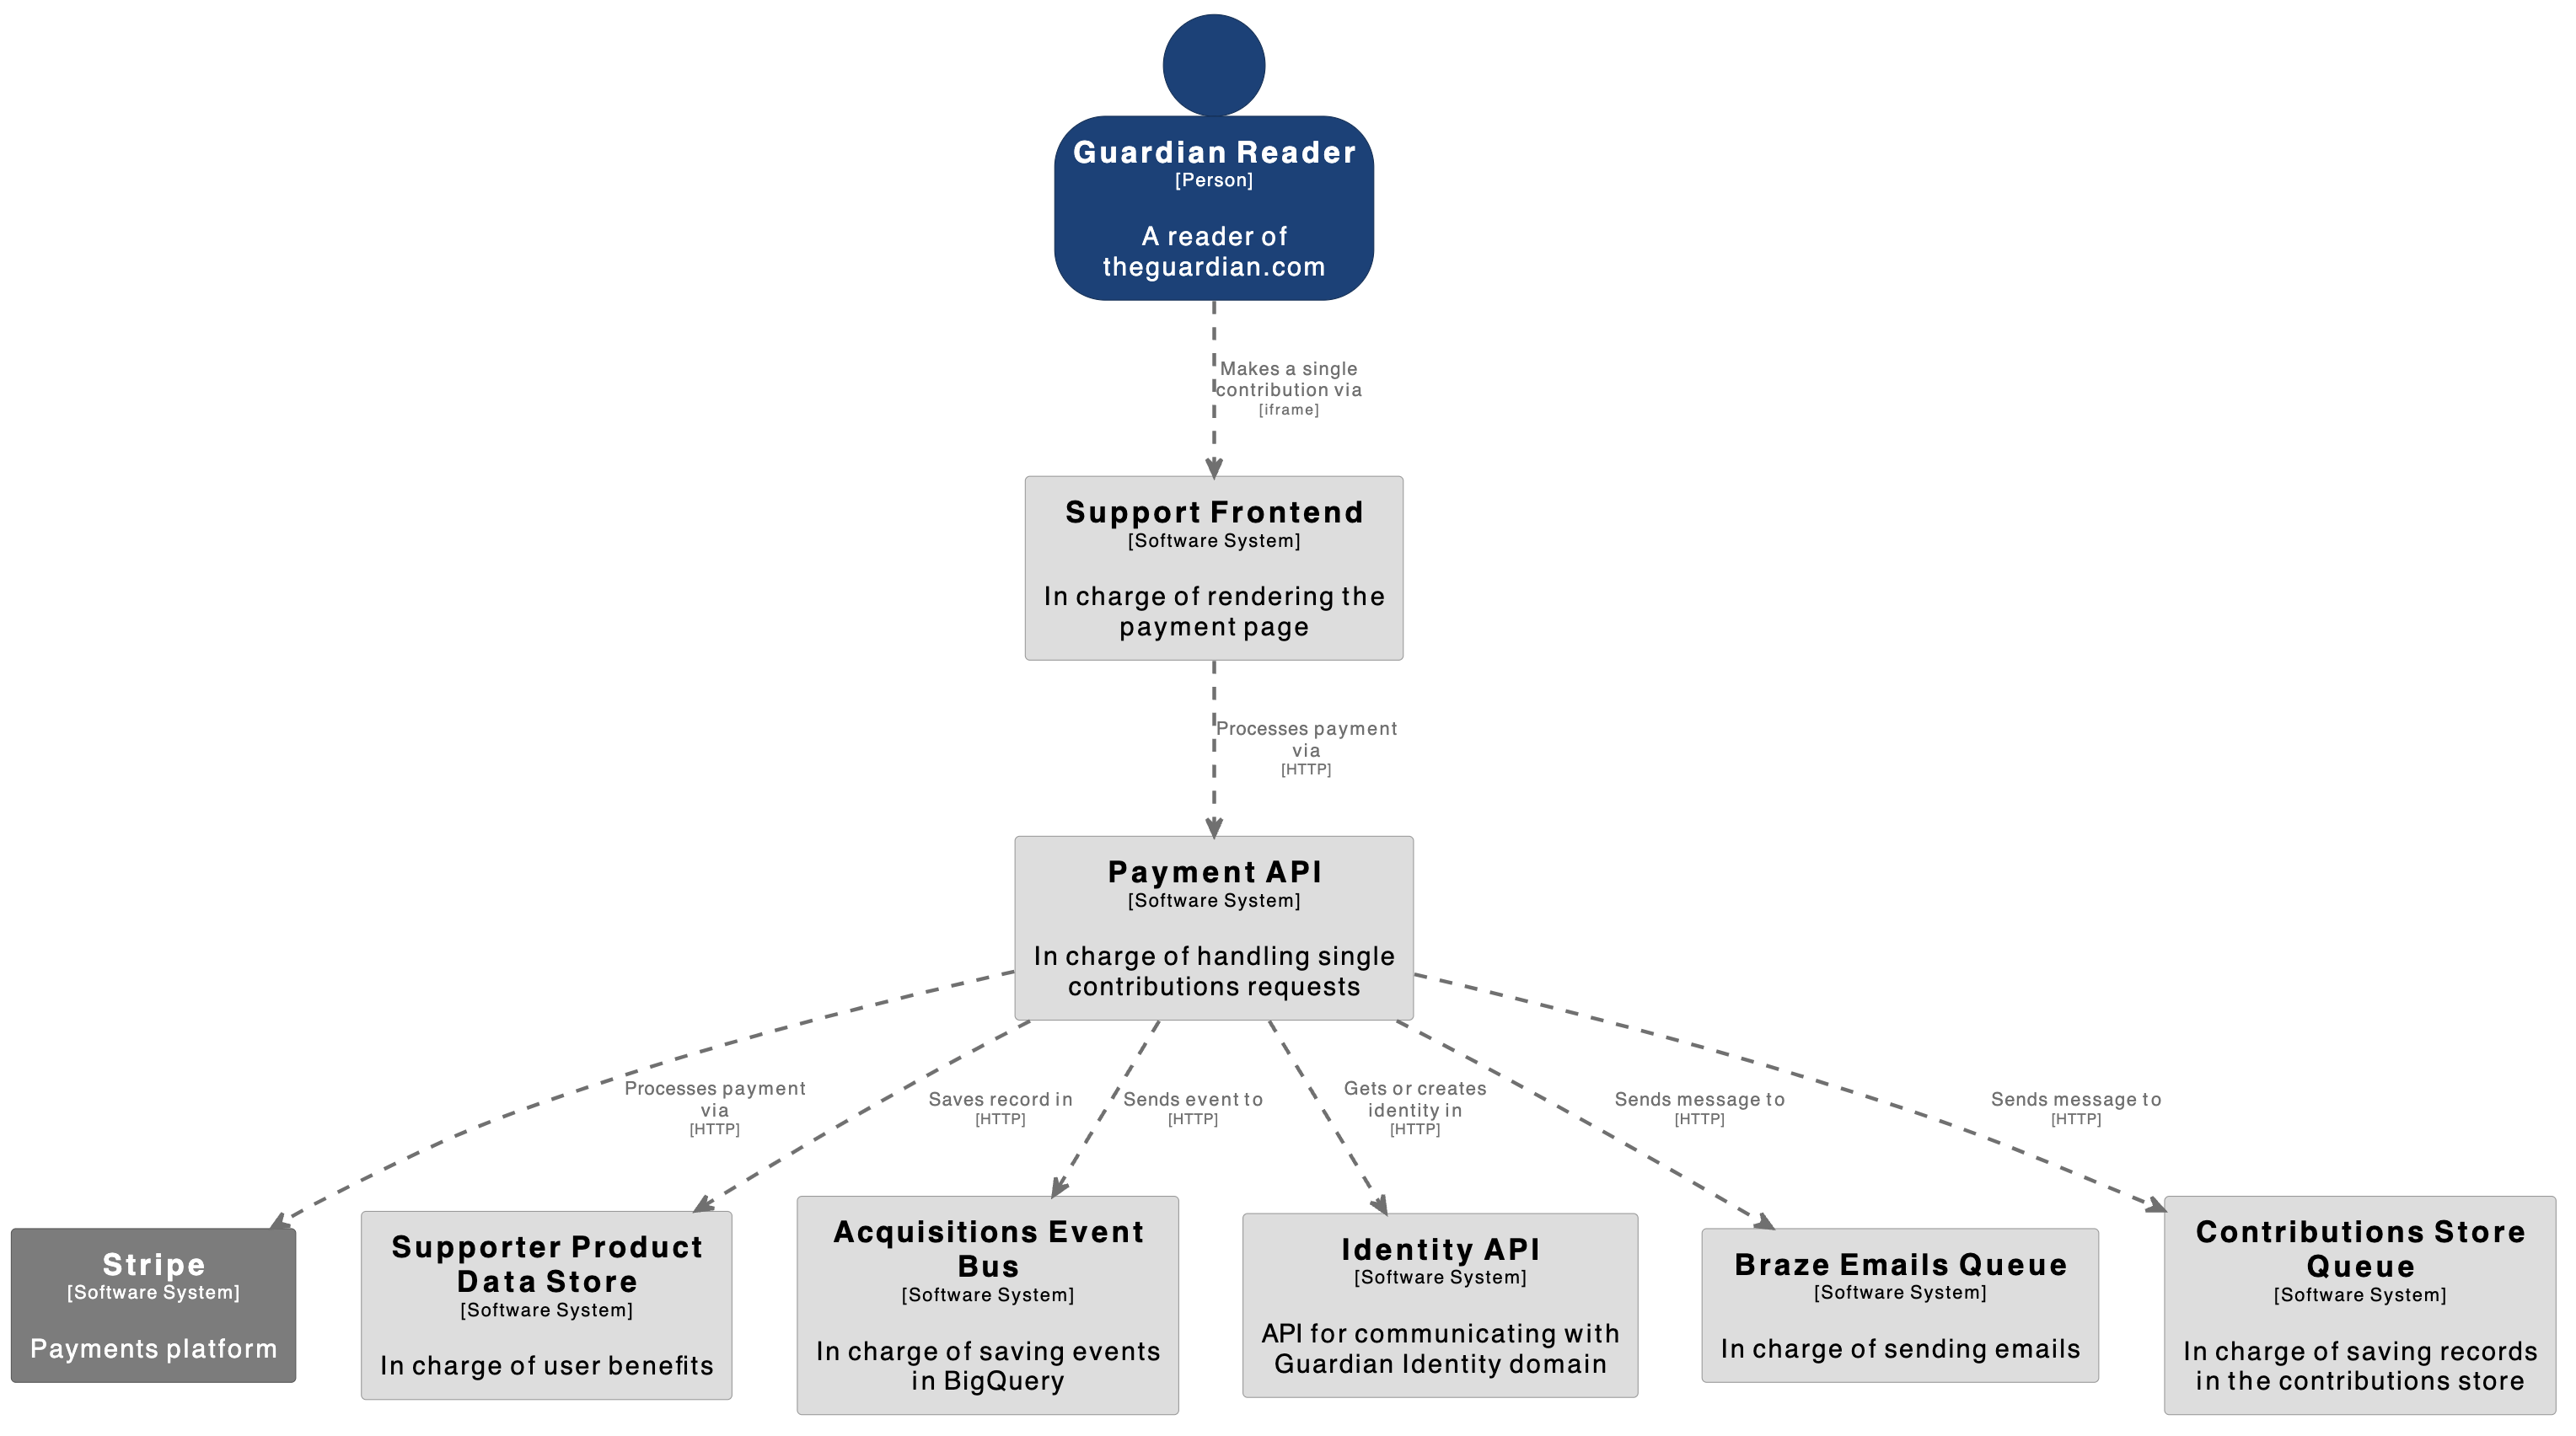 Guardian Reader
[Person]
A reader of
theguardian.com
Makes a single
contribution via
[iframe]
Support Frontend
[Software System]
In charge of rendering the
payment page
Processes payment
via
[HTTP]
Payment API
[Software System]
In charge of handling single
contributions requests
Processes payment
via
[HTTP]
Saves record in
[HTTP]
Sends event to
[HTTP]
Gets or creates
identity in
[HTTP]
Sends message to
[HTTP]
Sends message to
[HTTP]
Stripe
[Software System]
Payments platform
Supporter Product
Data Store
[Software System]
In charge of user benefits
Acquisitions Event
Bus
[Software System]
In charge of saving events
in BigQuery
Identity API
[Software System]
API for communicating with
Guardian Identity domain
Braze Emails Queue
[Software System]
In charge of sending emails
Contributions Store
Queue
[Software System]
In charge of saving records
in the contributions store